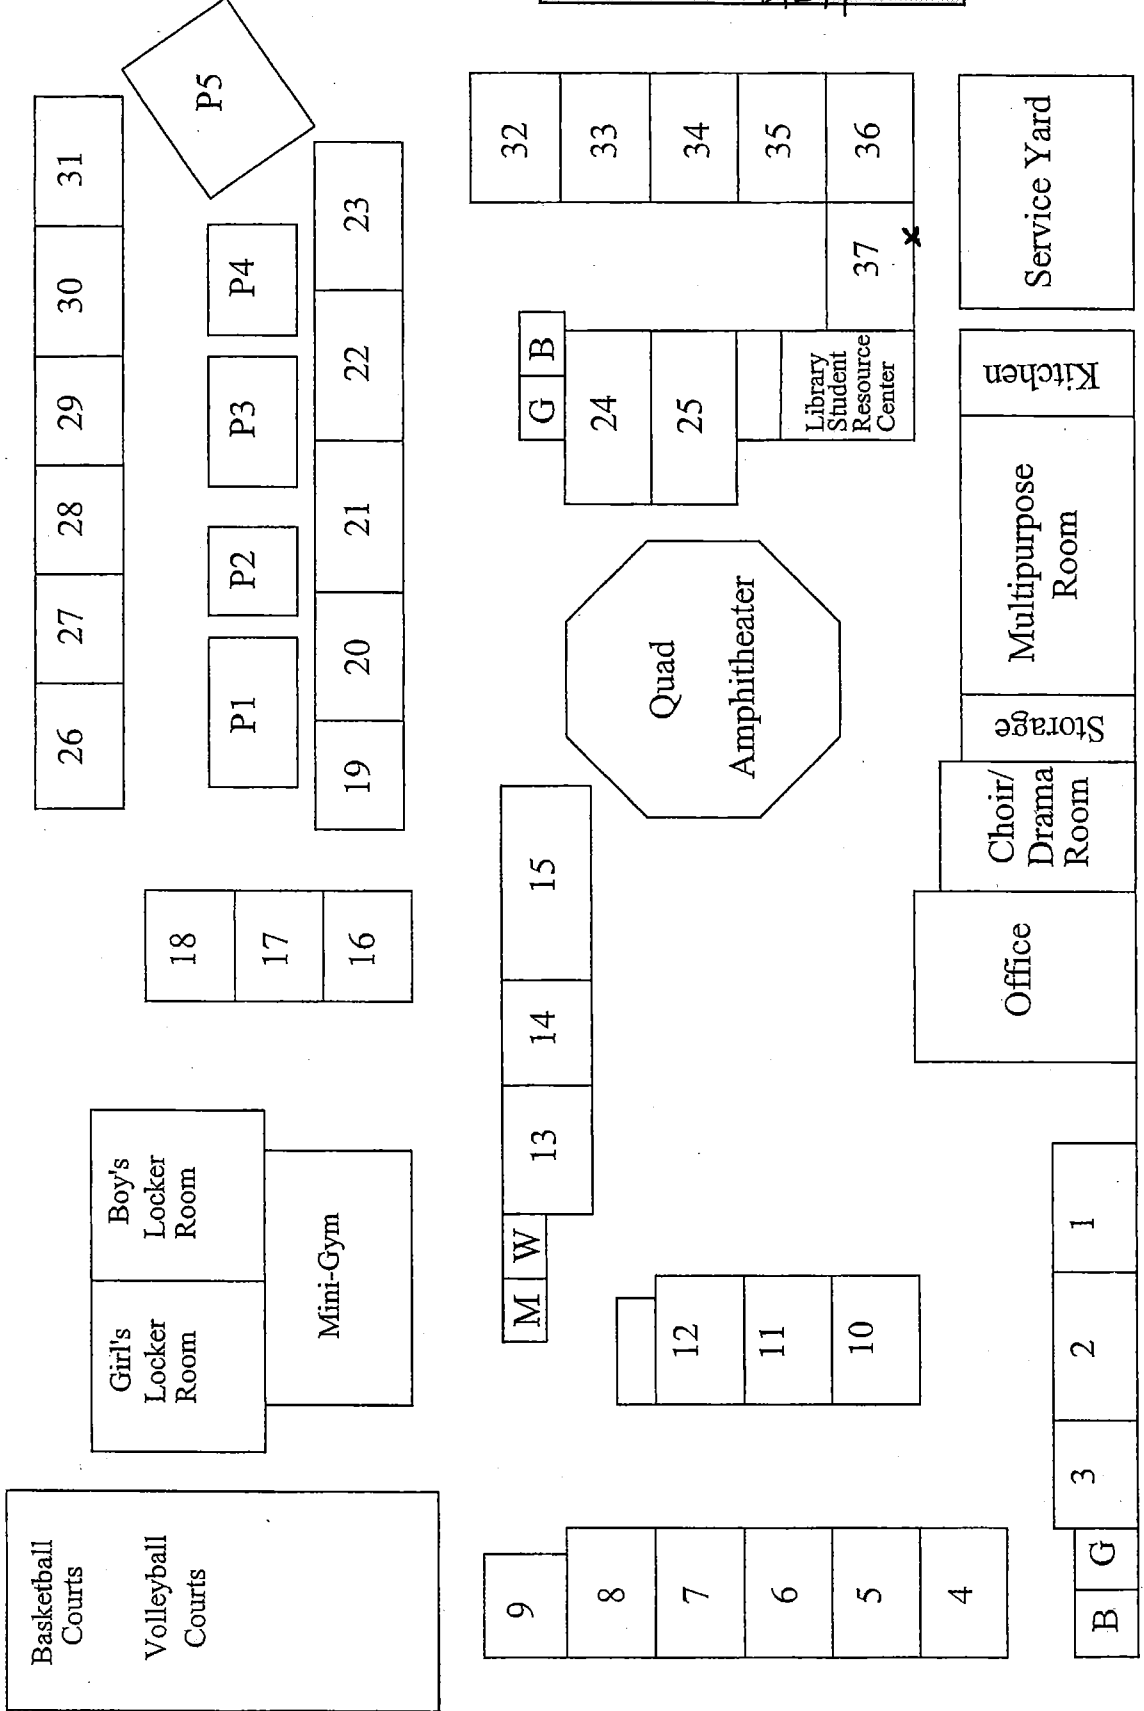 Basketball
Courts
Volleyball
Courts
Girl's
Locker
Room
Boy's
Locker
Room
Mini-Gym
18
17
16
26
27
28
29
30
31
P1
P2
P3
P4
P5
19
20
21
22
23
9
8
7
6
5
4
M
W
13
14
15
12
11
10
Quad
Amphitheater
G
B
24
25
Library
Student
Resource
Center
32
33
34
35
36
37
x
B
G
3
2
1
Office
Choir/
Drama
Room
Storage
Multipurpose
Room
Kitchen
Service Yard